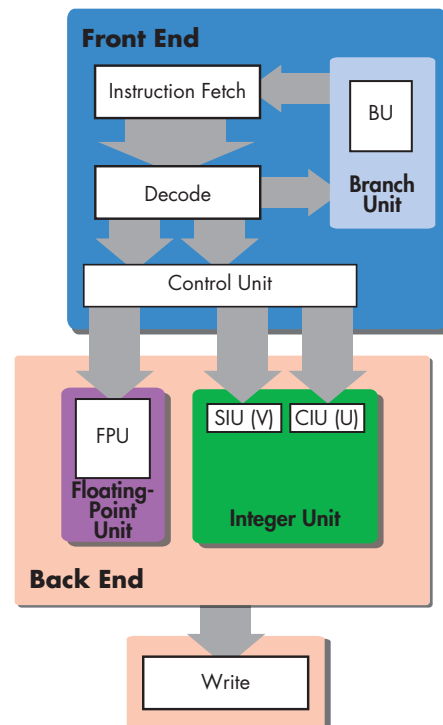 Front End
Instruction Fetch
BU
Branch
Unit
Decode
Control Unit
FPU
Floating-
Point
Unit
SIU (V)
CIU (U)
Integer Unit
Back End
Write